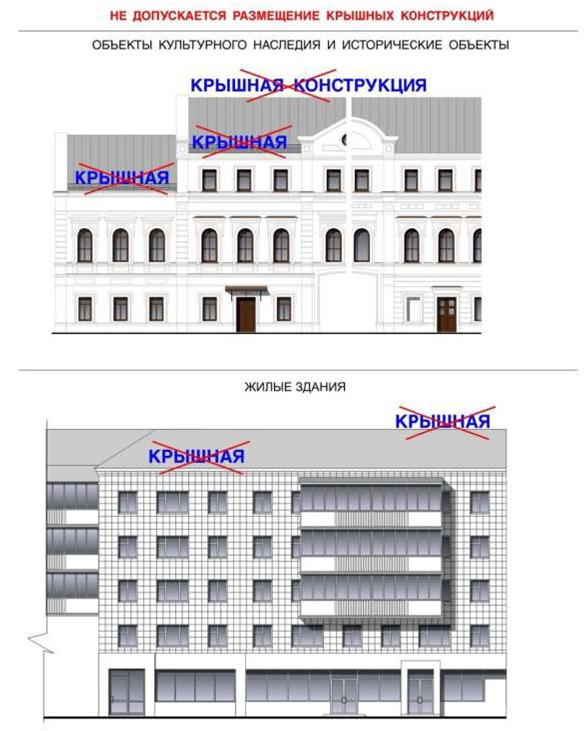 НЕ ДОПУСКАЕТСЯ РАЗМЕЩЕНИЕ КРЫШНЫХ КОНСТРУКЦИЙ
ОБЪЕКТЫ КУЛЬТУРНОГО НАСЛЕДИЯ И ИСТОРИЧЕСКИЕ ОБЪЕКТЫ
КРЫШНАЯ КОНСТРУКЦИЯ
КРЫШНАЯ
КРЫШНАЯ
ЖИЛЫЕ ЗДАНИЯ
КРЫШНАЯ
КРЫШНАЯ